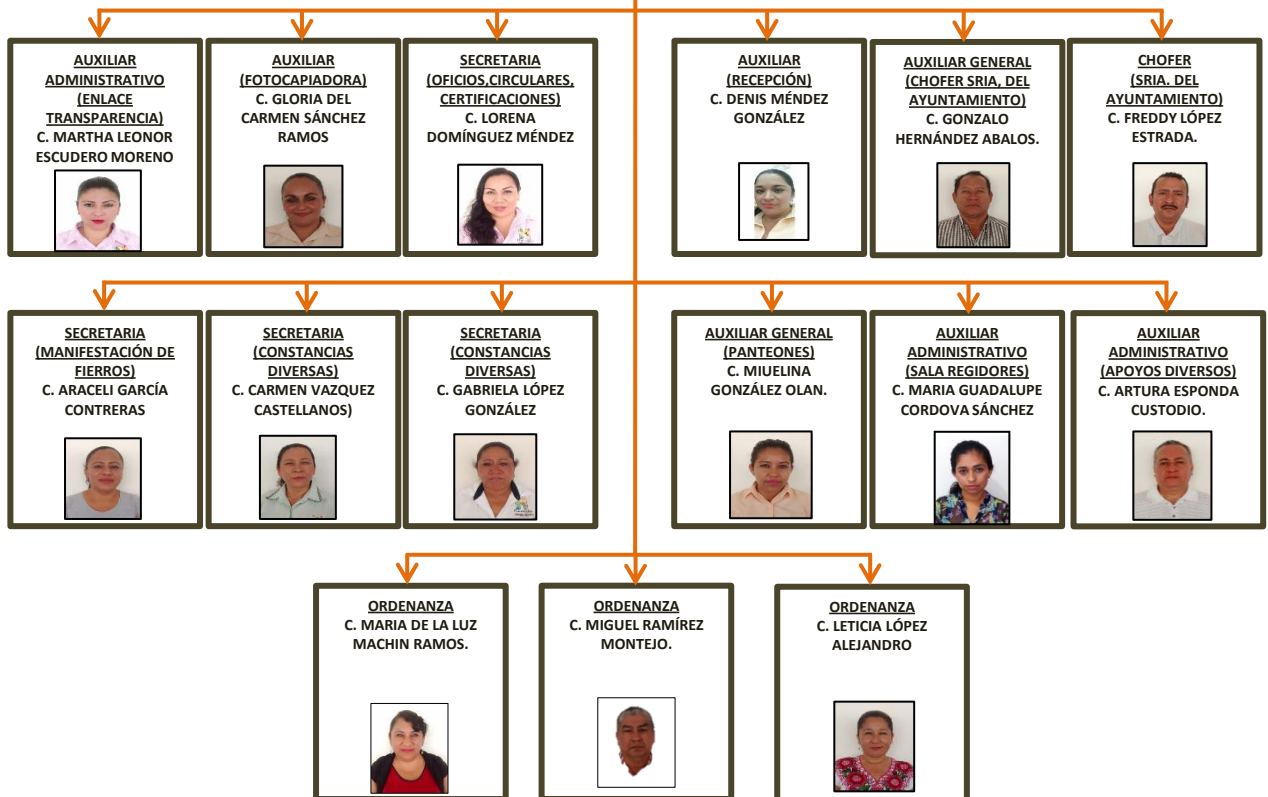 AUXILIAR
ADMINISTRATIVO
(ENLACE
TRANSPARENCIA)
C. MARTHA LEONOR
ESCUDERO MORENO
AUXILIAR
(FOTOCAPIADORA)
C. GLORIA DEL
CARMEN SÁNCHEZ
RAMOS
SECRETARIA
(OFICIOS,CIRCULARES,
CERTIFICACIONES)
C. LORENA
DOMÍNGUEZ MÉNDEZ
AUXILIAR
(RECEPCIÓN)
C. DENIS MÉNDEZ
GONZÁLEZ
AUXILIAR GENERAL
(CHOFER SRIA, DEL
AYUNTAMIENTO)
C. GONZALO
HERNÁNDEZ ABALOS.
CHOFER
(SRIA. DEL
AYUNTAMIENTO)
C. FREDDY LÓPEZ
ESTRADA.
SECRETARIA
(MANIFESTACIÓN DE
FIERROS)
C. ARACELI GARCÍA
CONTRERAS
SECRETARIA
(CONSTANCIAS
DIVERSAS)
C. CARMEN VAZQUEZ
CASTELLANOS)
SECRETARIA
(CONSTANCIAS
DIVERSAS)
C. GABRIELA LÓPEZ
GONZÁLEZ
AUXILIAR GENERAL
(PANTEONES)
C. MIUELINA
GONZÁLEZ OLAN.
AUXILIAR
ADMINISTRATIVO
(SALA REGIDORES)
C. MARIA GUADALUPE
CORDOVA SÁNCHEZ
AUXILIAR
ADMINISTRATIVO
(APOYOS DIVERSOS)
C. ARTURA ESPONDA
CUSTODIO.
ORDENANZA
C. MARIA DE LA LUZ
MACHIN RAMOS.
ORDENANZA
C. MIGUEL RAMÍREZ
MONTEJO.
ORDENANZA
C. LETICIA LÓPEZ
ALEJANDRO